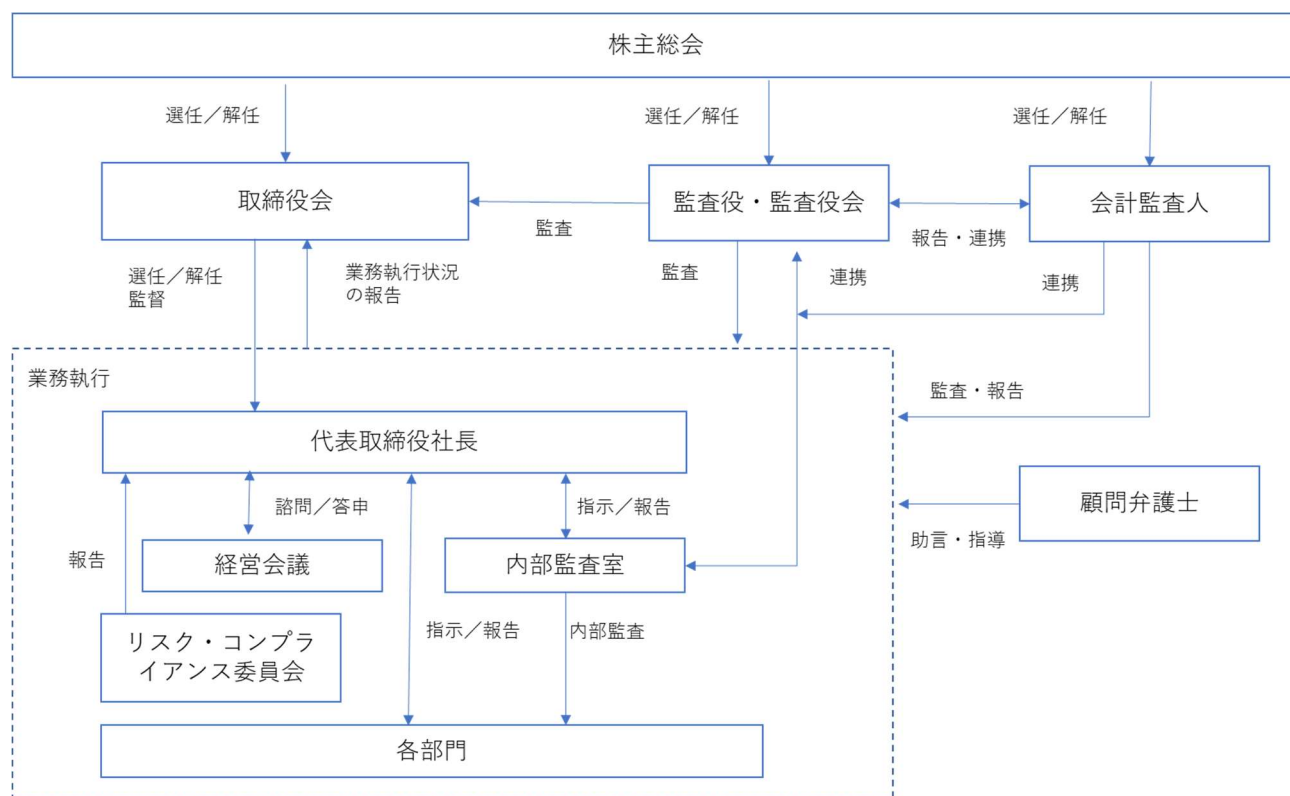 株主総会
選任／解任
選任／解任
選任／解任
取締役会
監査役・監査役会
会計監査人
監査
報告・連携
選任／解任
監督
業務執行状況
の報告
監査
連携
連携
業務執行
監査・報告
代表取締役社長
諮問／答申
指示／報告
顧問弁護士
助言・指導
報告
経営会議
内部監査室
リスク・コンプラ
イアンス委員会
指示／報告
内部監査
各部門